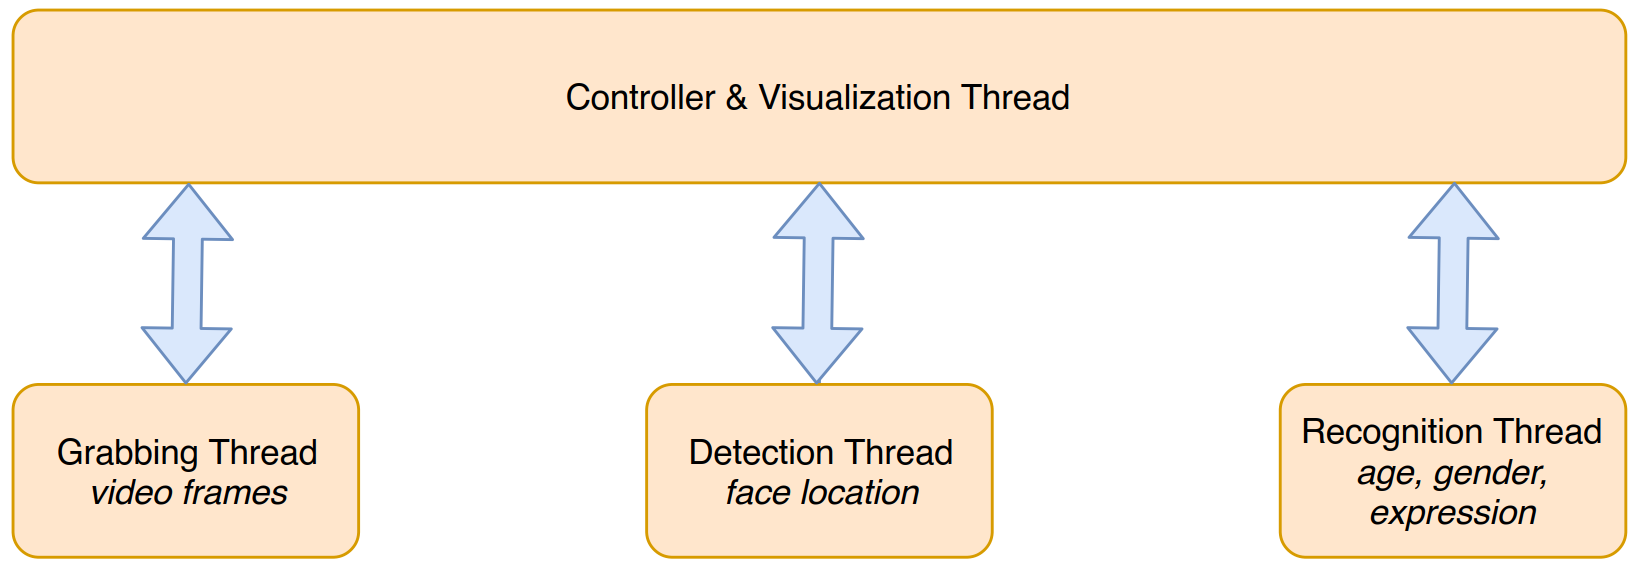 Controller & Visualization Thread
Grabbing Thread
video frames
Detection Thread
face location
Recognition Thread
age, gender,
expression